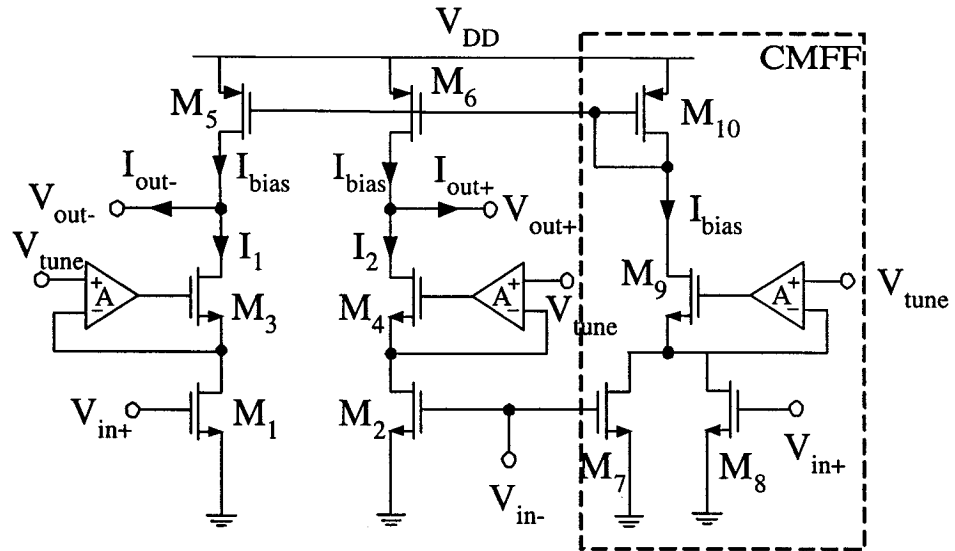 V_DD
CMFF
M_5
M_6
M_10
I_out-
I_bias
I_bias
I_out+
V_out-
V_out+
I_bias
V_tune
I_1
I_2
M_9
+
A
-
M_3
M_4
A
+
-
V_tune
A
+
-
V_tune
V_in+
M_1
M_2
M_7
M_8
V_in+
V_in-